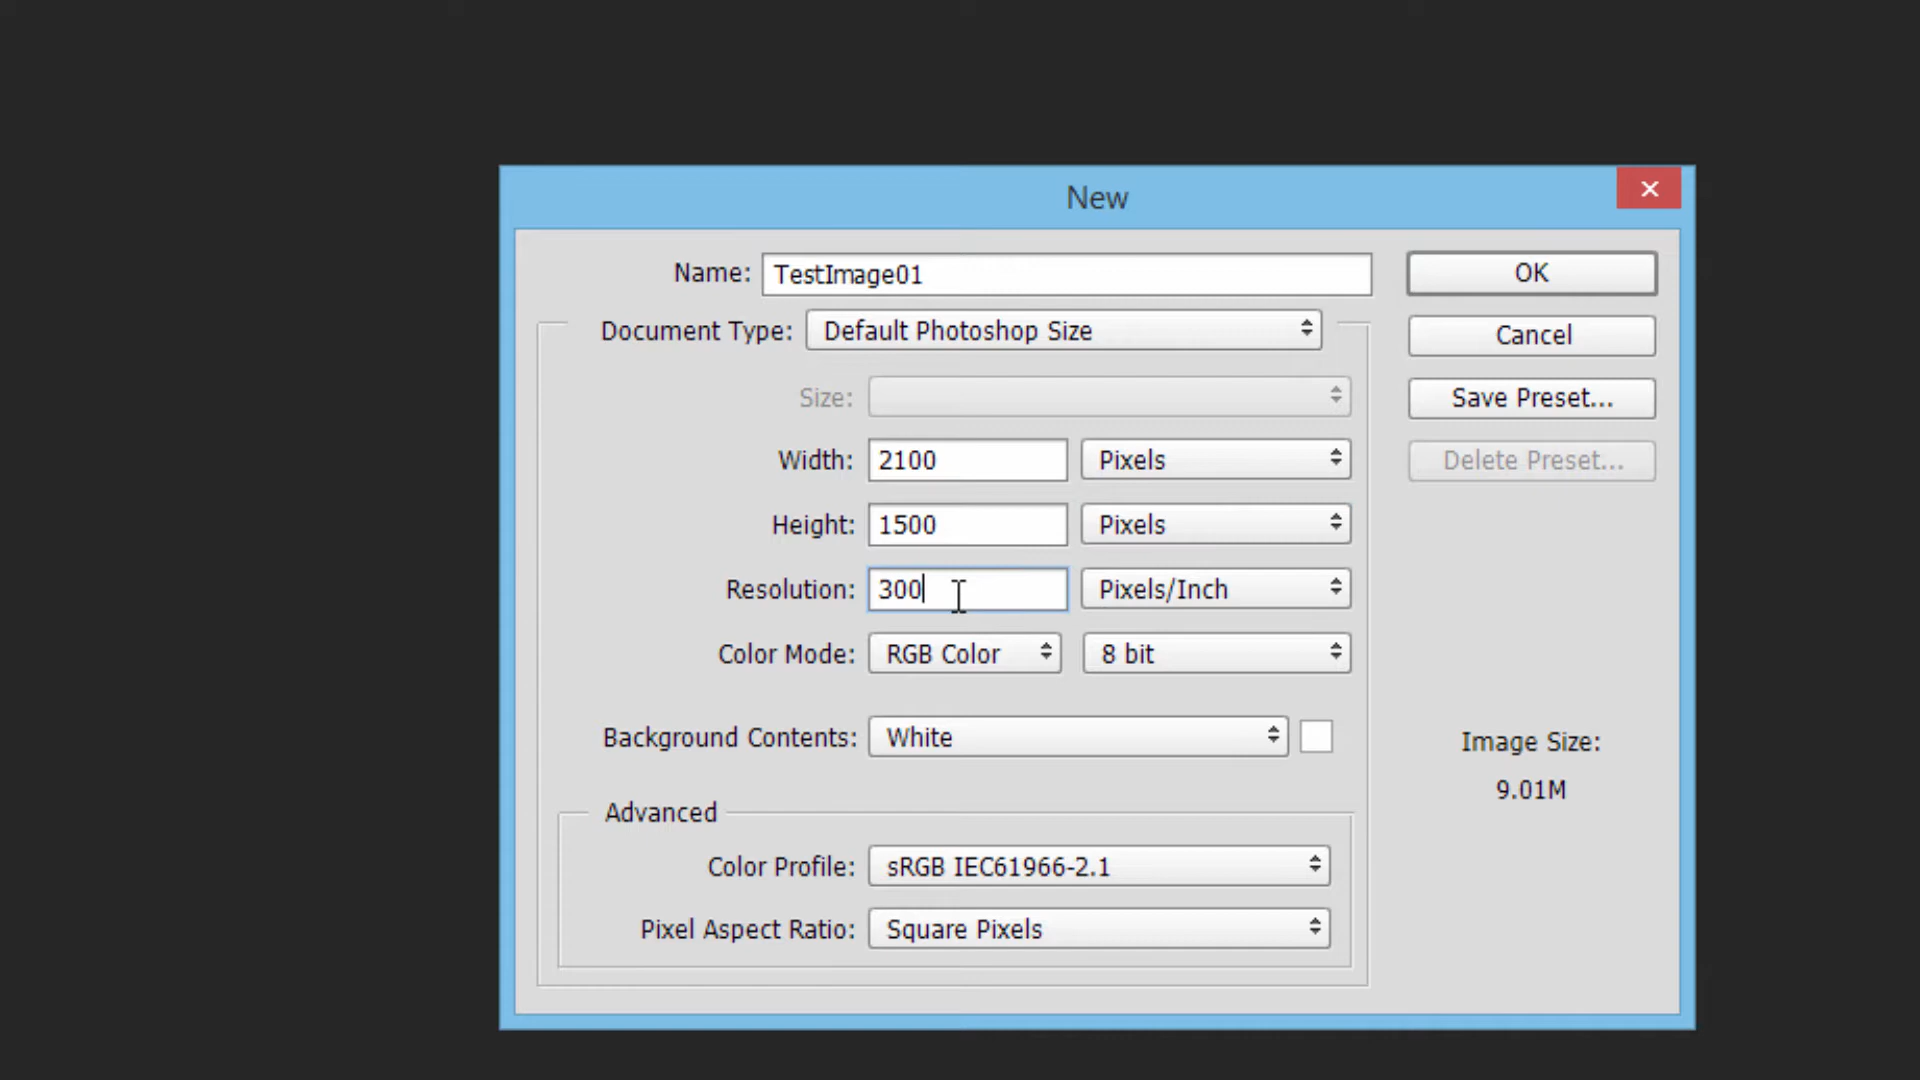 New
Name: TestImage01
OK
Document Type: Default Photoshop Size
Cancel
Size:
Save Preset...
Width: 2100 Pixels
Delete Preset...
Height: 1500 Pixels
Resolution: 300 Pixels/Inch
Color Mode: RGB Color 8 bit
Background Contents: White
Image Size:
9.01M
Advanced
Color Profile: sRGB IEC61966-2.1
Pixel Aspect Ratio: Square Pixels